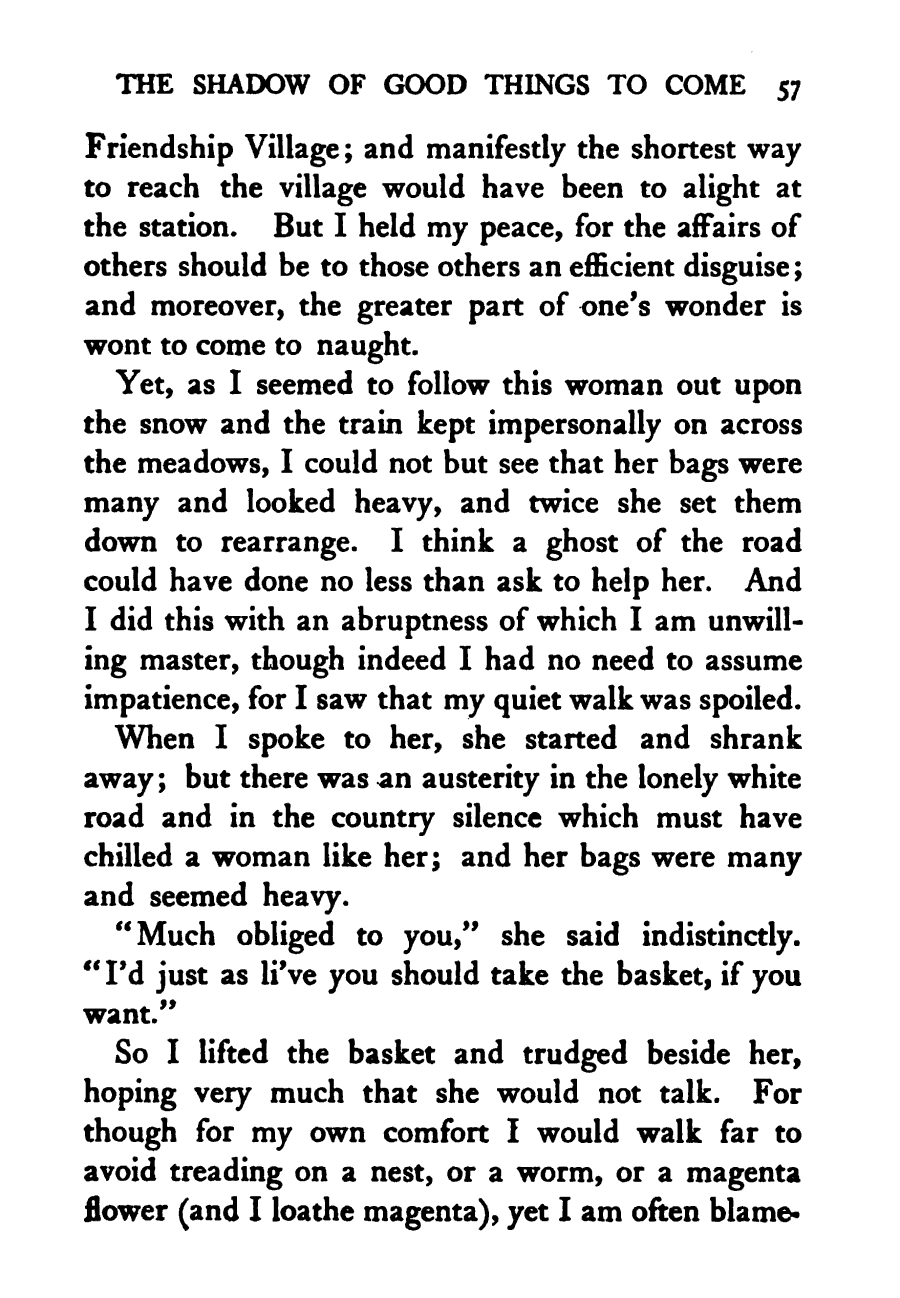 THE SHADOW OF GOOD THINGS TO COME 57
Friendship Village; and manifestly the shortest way
to reach the village would have been to alight at
the station. But I held my peace, for the affairs of
others should be to those others an efficient disguise;
and moreover, the greater part of one's wonder is
wont to come to naught.
Yet, as I seemed to follow this woman out upon
the snow and the train kept impersonally on across
the meadows, I could not but see that her bags were
many and looked heavy, and twice she set them
down to rearrange. I think a ghost of the road
could have done no less than ask to help her. And
I did this with an abruptness of which I am unwill-
ing master, though indeed I had no need to assume
impatience, for I saw that my quiet walk was spoiled.
When I spoke to her, she started and shrank
away; but there was an austerity in the lonely white
road and in the country silence which must have
chilled a woman like her; and her bags were many
and seemed heavy.
"Much obliged to you," she said indistinctly.
"I'd just as li've you should take the basket, if you
want."
So I lifted the basket and trudged beside her,
hoping very much that she would not talk. For
though for my own comfort I would walk far to
avoid treading on a nest, or a worm, or a magenta
flower (and I loathe magenta), yet I am often blame-